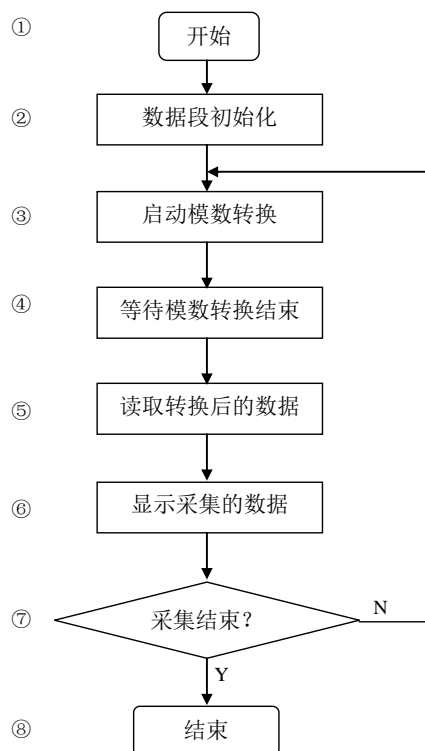 ① 开始
② 数据段初始化
③ 启动模数转换
④ 等待模数转换结束
⑤ 读取转换后的数据
⑥ 显示采集的数据
⑦ 采集结束? N
Y
⑧ 结束